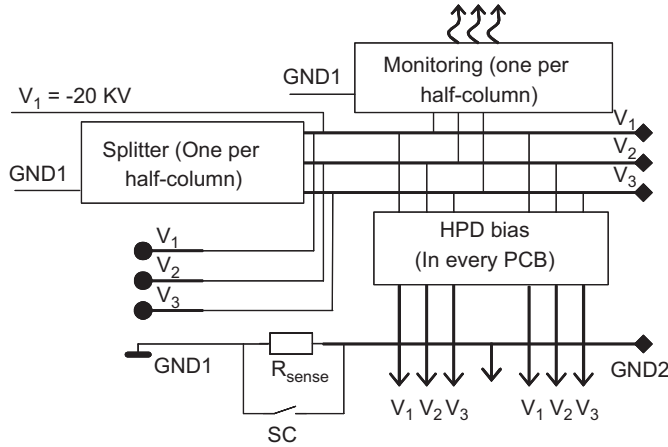 GND1
Monitoring (one per
half-column)
V1 = -20 KV
V1
Splitter (One per
half-column)
V2
GND1
V3
V1
HPD bias
(In every PCB)
V2
V3
GND1
Rsense
GND2
SC
V1 V2 V3 V1 V2 V3